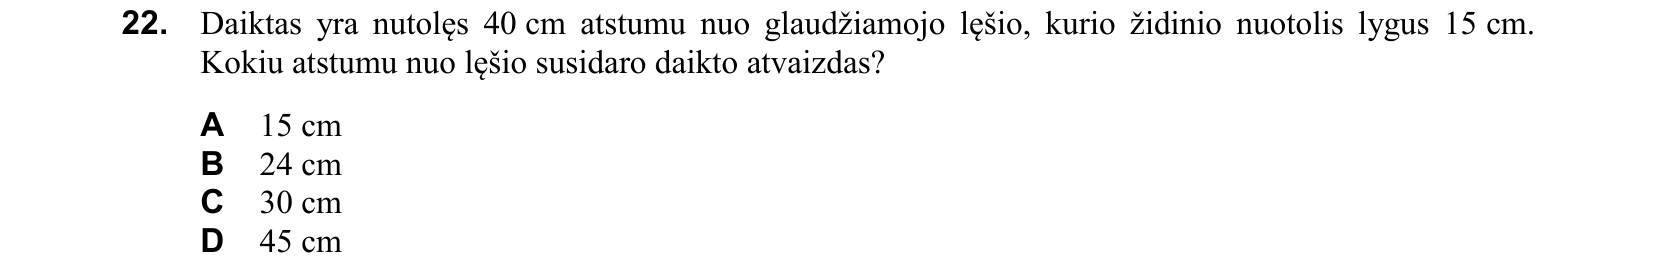 22. Daiktas yra nutolęs 40 cm atstumu nuo glaudžiamojo lęšio, kurio židinio nuotolis lygus 15 cm.
Kokiu atstumu nuo lęšio susidaro daikto atvaizdas?
A 15 cm
B 24 cm
C 30 cm
D 45 cm